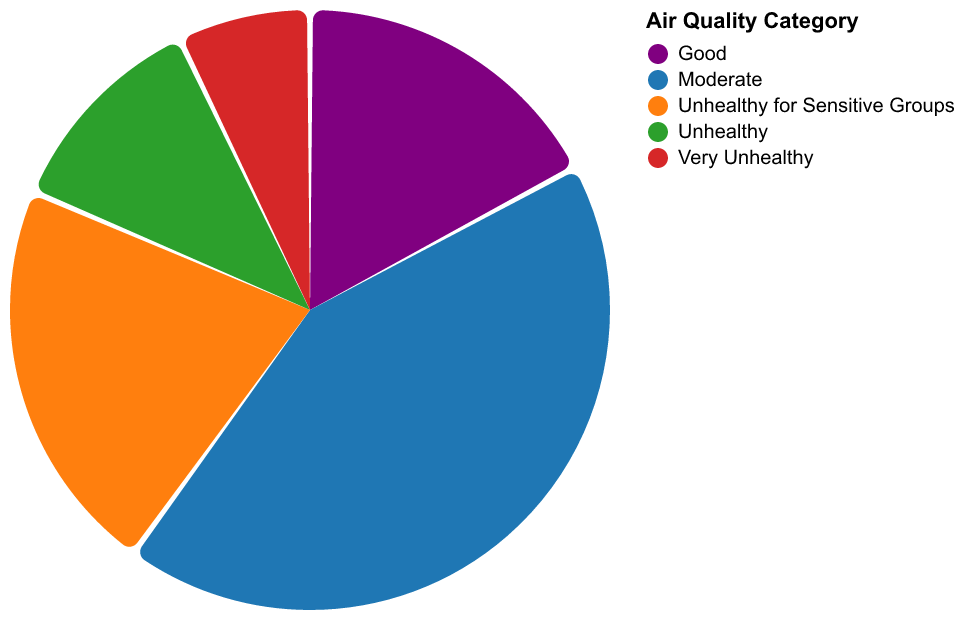 Air Quality Category
Good
Moderate
Unhealthy for Sensitive Groups
Unhealthy
Very Unhealthy